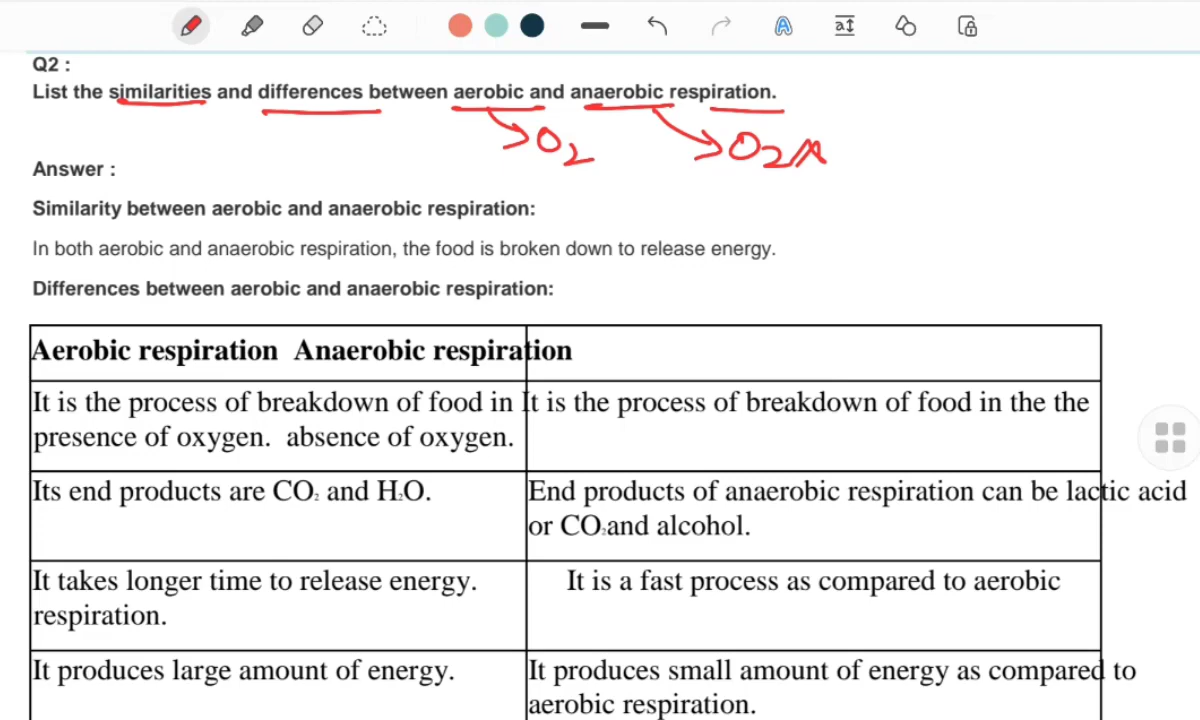 Q2 :
List the similarities and differences between aerobic and anaerobic respiration.
O2 O2
Answer :
Similarity between aerobic and anaerobic respiration:
In both aerobic and anaerobic respiration, the food is broken down to release energy.
Differences between aerobic and anaerobic respiration:
Aerobic respiration Anaerobic respiration
It is the process of breakdown of food in It is the process of breakdown of food in the the
presence of oxygen. absence of oxygen.
Its end products are CO₂ and H₂O. End products of anaerobic respiration can be lactic acid
or CO₂and alcohol.
It takes longer time to release energy. It is a fast process as compared to aerobic
respiration.
It produces large amount of energy. It produces small amount of energy as compared to
aerobic respiration.